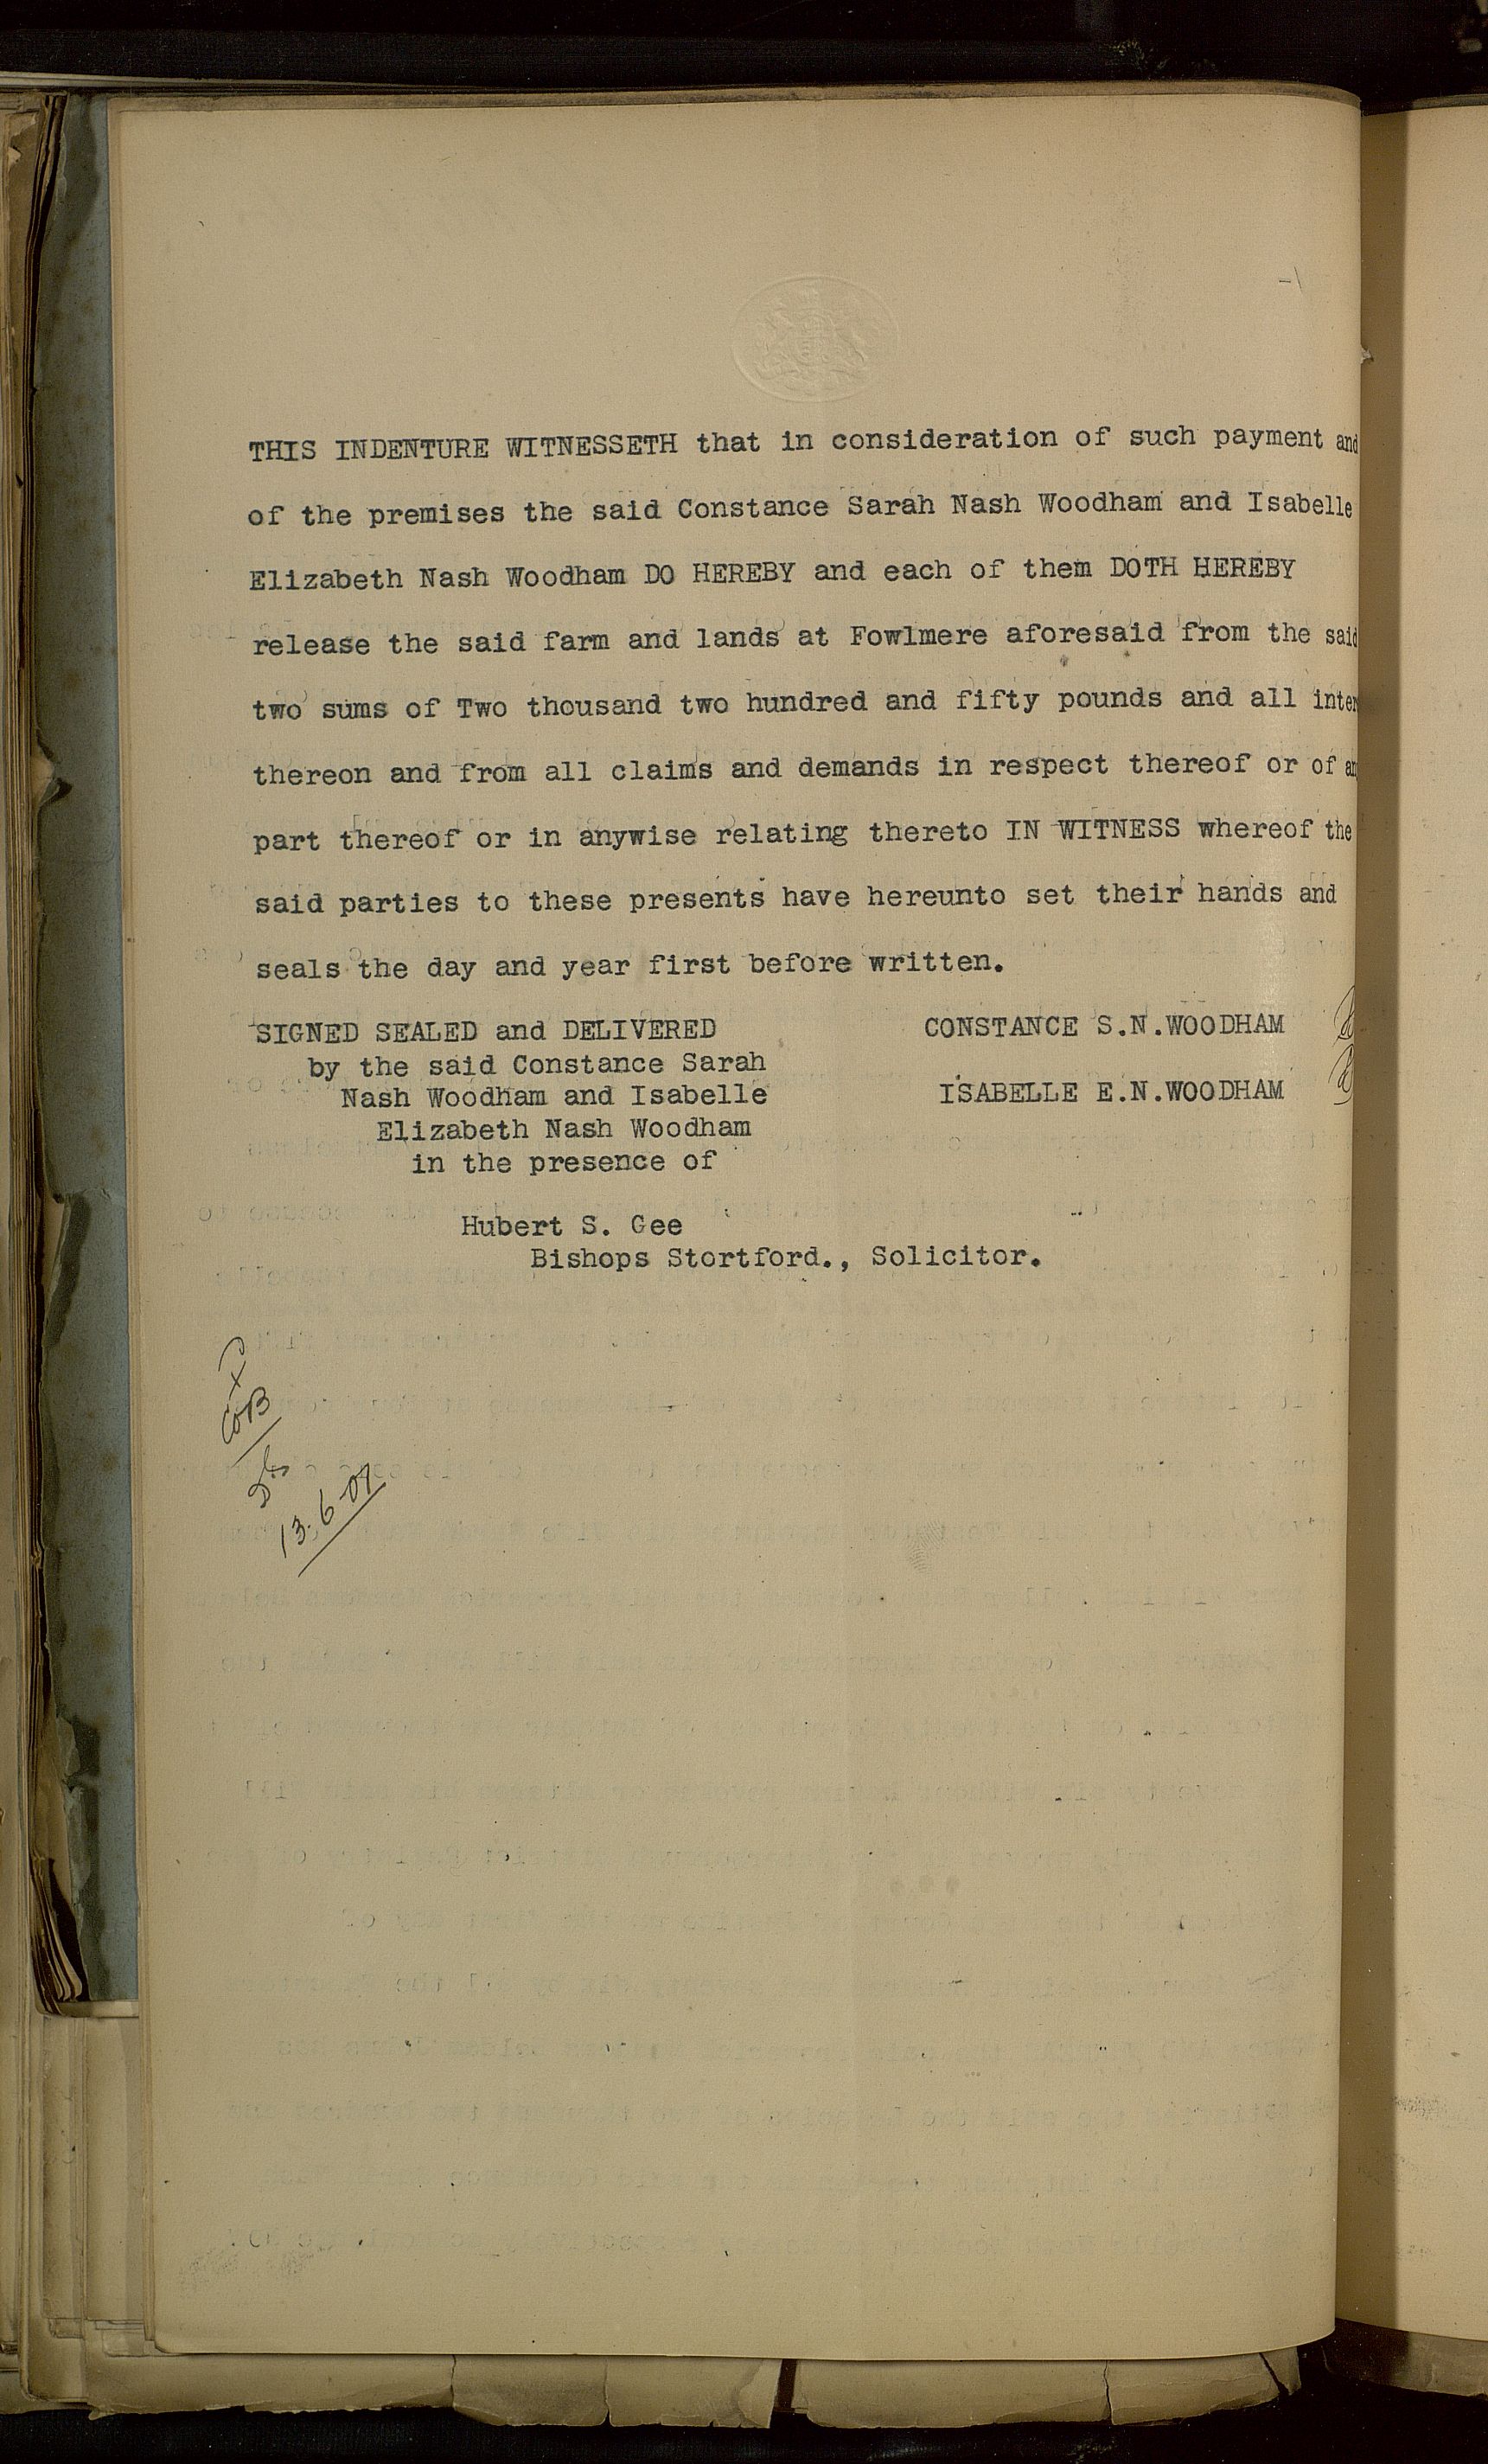 THIS INDENTURE WITNESSETH that in consideration of such payment and
of the premises the said Constance Sarah Nash Woodham and Isabelle
Elizabeth Nash Woodham DO HEREBY and each of them DOTH HEREBY
release the said farm and lands at Fowlmere aforesaid from the said
two sums of Two thousand two hundred and fifty pounds and all inter
thereon and from all claims and demands in respect thereof or of an
part thereof or in anywise relating thereto IN WITNESS whereof the
said parties to these presents have hereunto set their hands and
seals the day and year first before written.
SIGNED SEALED and DELIVERED
by the said Constance Sarah
Nash Woodham and Isabelle
Elizabeth Nash Woodham
in the presence of
CONSTANCE S.N.WOODHAM
ISABELLE E.N.WOODHAM
Hubert S. Gee
Bishops Stortford., Solicitor.
13.6.07